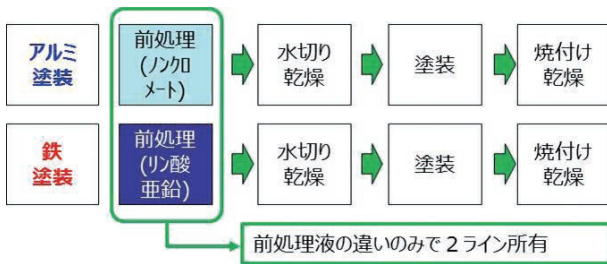 アルミ
塗装
前処理
(ノンクロ
メート)
水切り
乾燥
塗装
焼付け
乾燥
鉄
塗装
前処理
(リン酸
亜鉛)
水切り
乾燥
塗装
焼付け
乾燥
前処理液の違いのみで2ライン所有